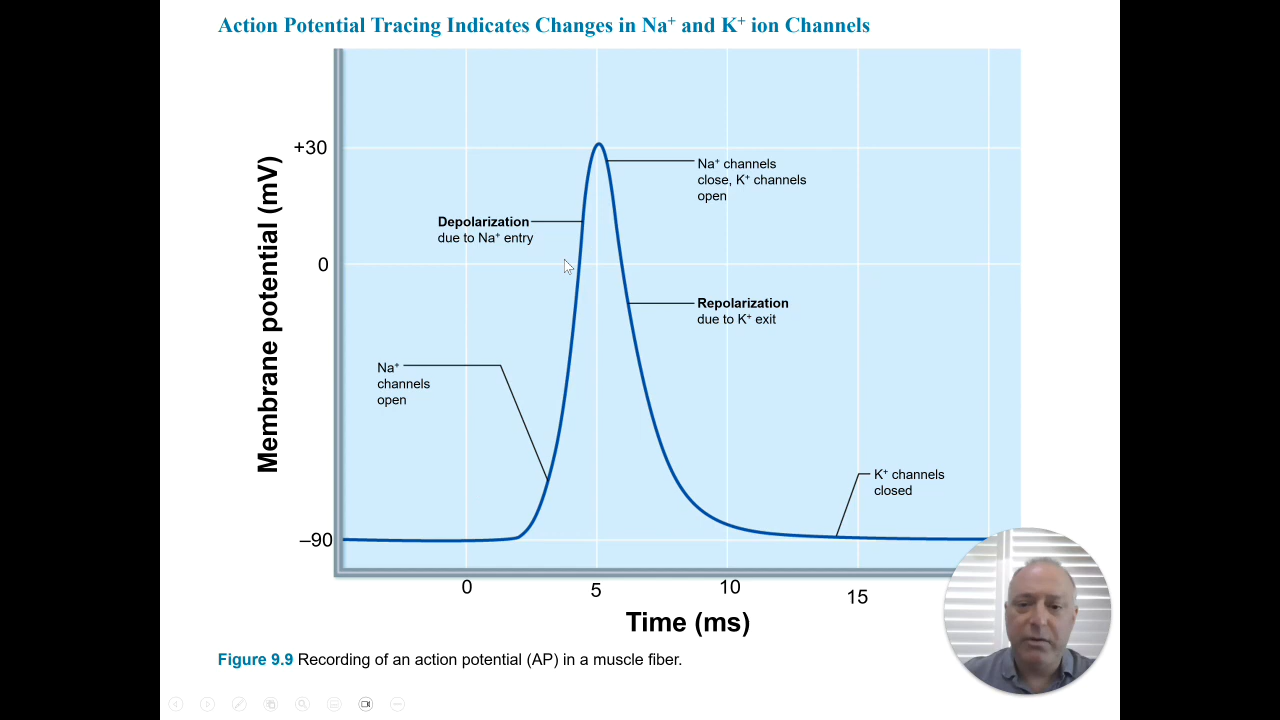 Action Potential Tracing Indicates Changes in Na⁺ and K⁺ ion Channels
Membrane potential (mV)
+30
0
–90
Na⁺ channels
close, K⁺ channels
open
Depolarization
due to Na⁺ entry
Repolarization
due to K⁺ exit
Na⁺
channels
open
K⁺ channels
closed
0
5
10
15
Time (ms)
Figure 9.9 Recording of an action potential (AP) in a muscle fiber.